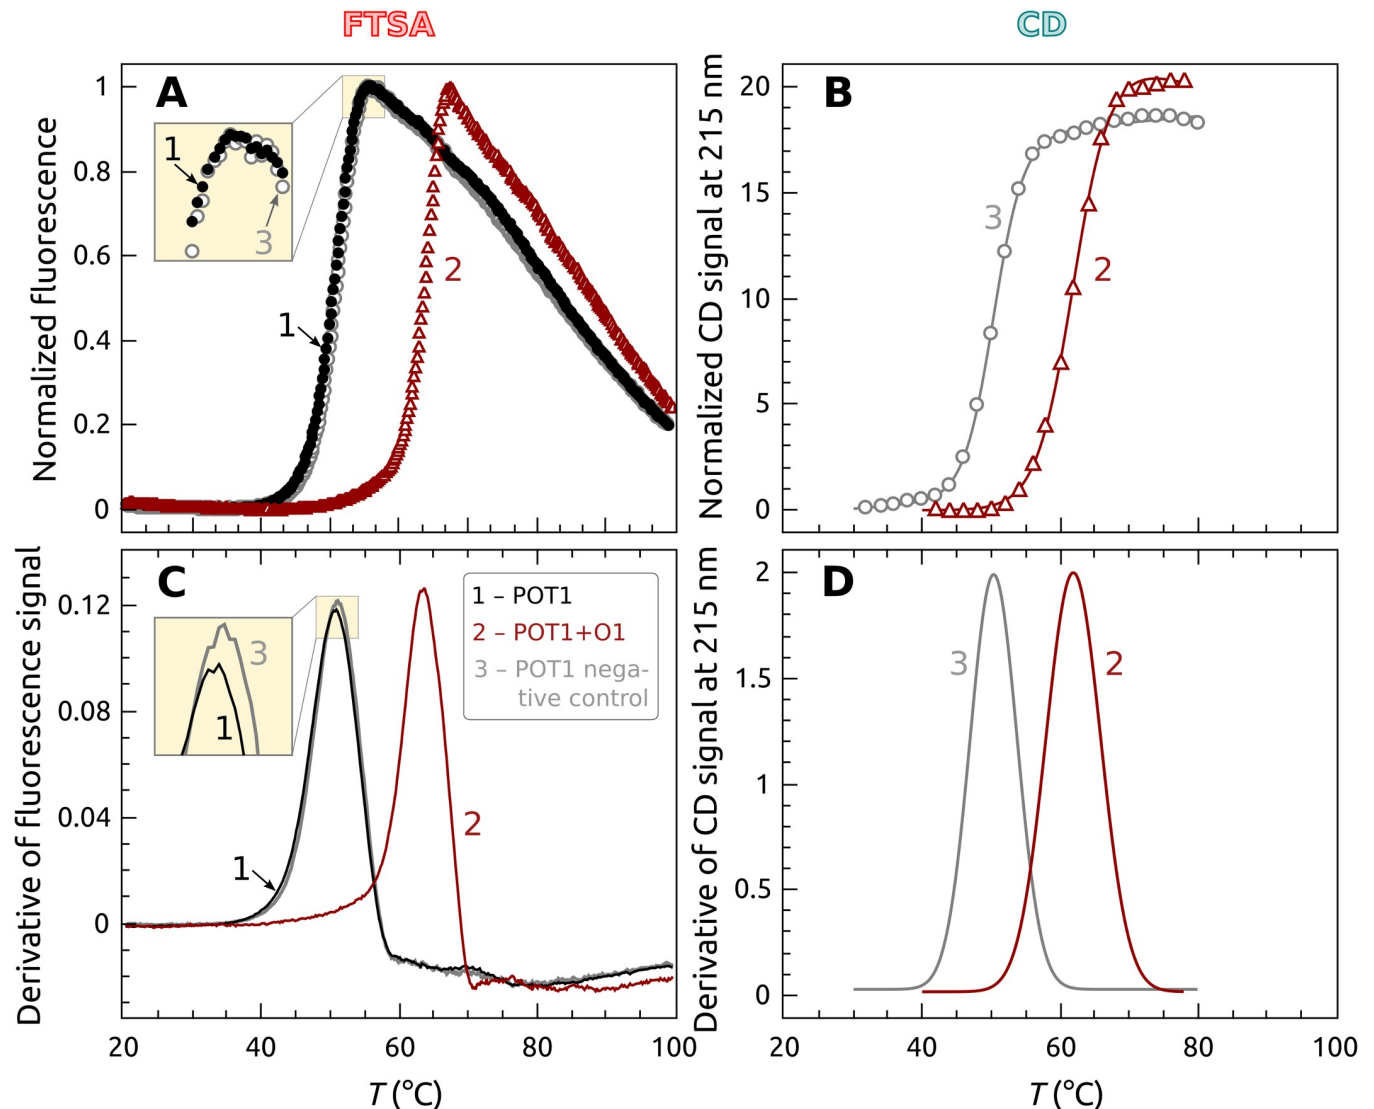 FTSA
CD
A
Normalized fluorescence
1
0.8
0.6
0.4
0.2
0
1
3
1
2
B
Normalized CD signal at 215 nm
20
15
10
5
0
3
2
C
Derivative of fluorescence signal
0.12
0.08
0.04
0
3
1
1
2
1 – POT1
2 – POT1+O1
3 – POT1 nega-
tive control
20
40
60
80
100
T (°C)
D
Derivative of CD signal at 215 nm
2
1.5
1
0.5
0
3
2
20
40
60
80
100
T (°C)